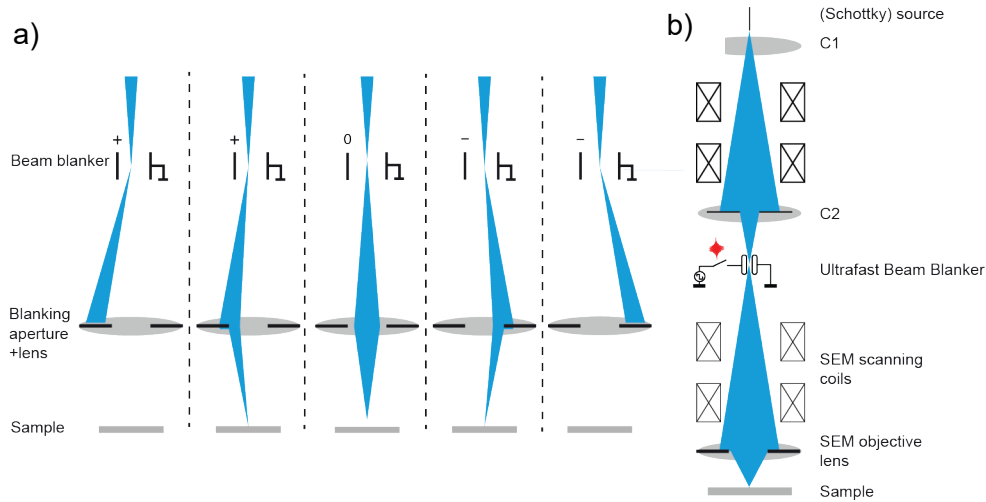 a)
+
+
0
−
−
Beam blanker
Blanking
aperture
+lens
Sample
b)
(Schottky) source
C1
C2
Ultrafast Beam Blanker
SEM scanning
coils
SEM objective
lens
Sample